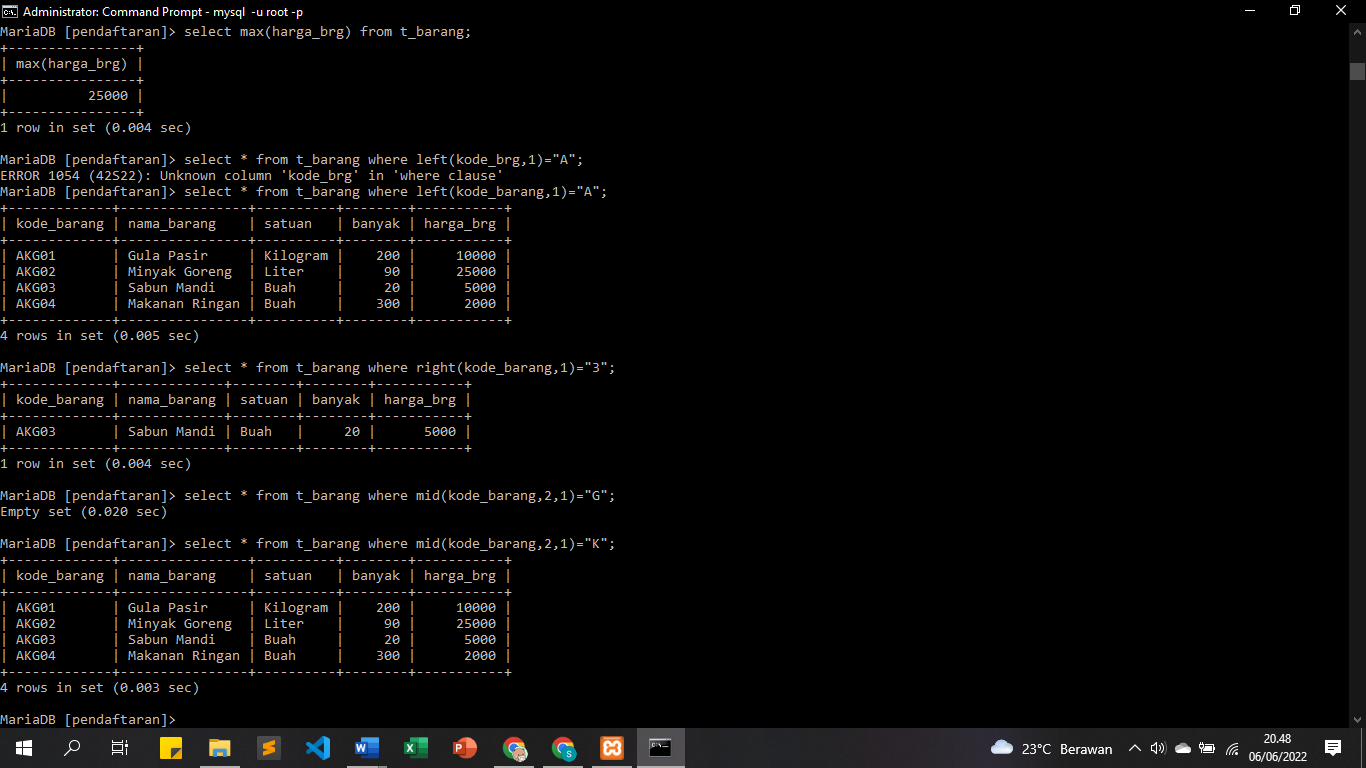 Administrator: Command Prompt - mysql  -u root -p
MariaDB [pendaftaran]> select max(harga_brg) from t_barang;
+----------------+
| max(harga_brg) |
+----------------+
|          25000 |
+----------------+
1 row in set (0.004 sec)
MariaDB [pendaftaran]> select * from t_barang where left(kode_brg,1)="A";
ERROR 1054 (42S22): Unknown column 'kode_brg' in 'where clause'
MariaDB [pendaftaran]> select * from t_barang where left(kode_barang,1)="A";
+-------------+----------------+----------+--------+-----------+
| kode_barang | nama_barang    | satuan   | banyak | harga_brg |
+-------------+----------------+----------+--------+-----------+
| AKG01       | Gula Pasir     | Kilogram |    200 |     10000 |
| AKG02       | Minyak Goreng  | Liter    |     90 |     25000 |
| AKG03       | Sabun Mandi    | Buah     |     20 |      5000 |
| AKG04       | Makanan Ringan | Buah     |    300 |      2000 |
+-------------+----------------+----------+--------+-----------+
4 rows in set (0.005 sec)
MariaDB [pendaftaran]> select * from t_barang where right(kode_barang,1)="3";
+-------------+-------------+--------+--------+-----------+
| kode_barang | nama_barang | satuan | banyak | harga_brg |
+-------------+-------------+--------+--------+-----------+
| AKG03       | Sabun Mandi | Buah   |     20 |      5000 |
+-------------+-------------+--------+--------+-----------+
1 row in set (0.004 sec)
MariaDB [pendaftaran]> select * from t_barang where mid(kode_barang,2,1)="G";
Empty set (0.020 sec)
MariaDB [pendaftaran]> select * from t_barang where mid(kode_barang,2,1)="K";
+-------------+----------------+----------+--------+-----------+
| kode_barang | nama_barang    | satuan   | banyak | harga_brg |
+-------------+----------------+----------+--------+-----------+
| AKG01       | Gula Pasir     | Kilogram |    200 |     10000 |
| AKG02       | Minyak Goreng  | Liter    |     90 |     25000 |
| AKG03       | Sabun Mandi    | Buah     |     20 |      5000 |
| AKG04       | Makanan Ringan | Buah     |    300 |      2000 |
+-------------+----------------+----------+--------+-----------+
4 rows in set (0.003 sec)
MariaDB [pendaftaran]>
23°C Berawan
20.48
06/06/2022